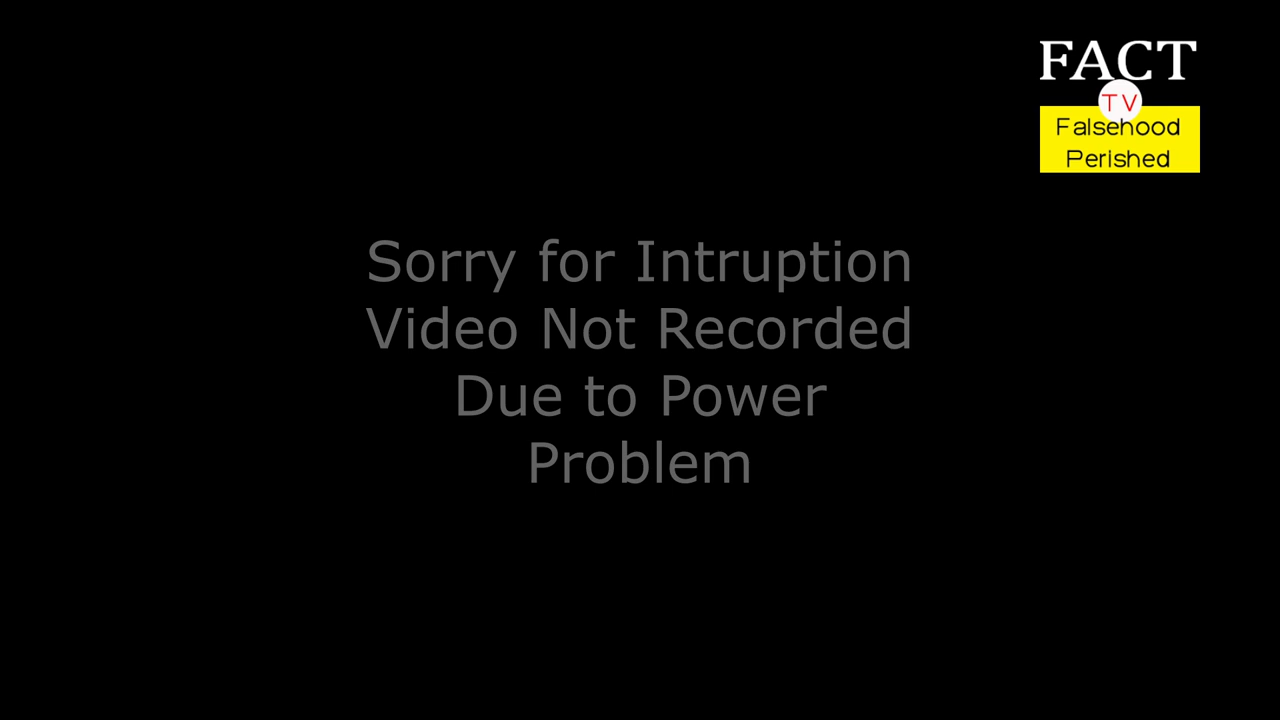 FACT
TV
Falsehood
Perished
Sorry for Intruption
Video Not Recorded
Due to Power
Problem